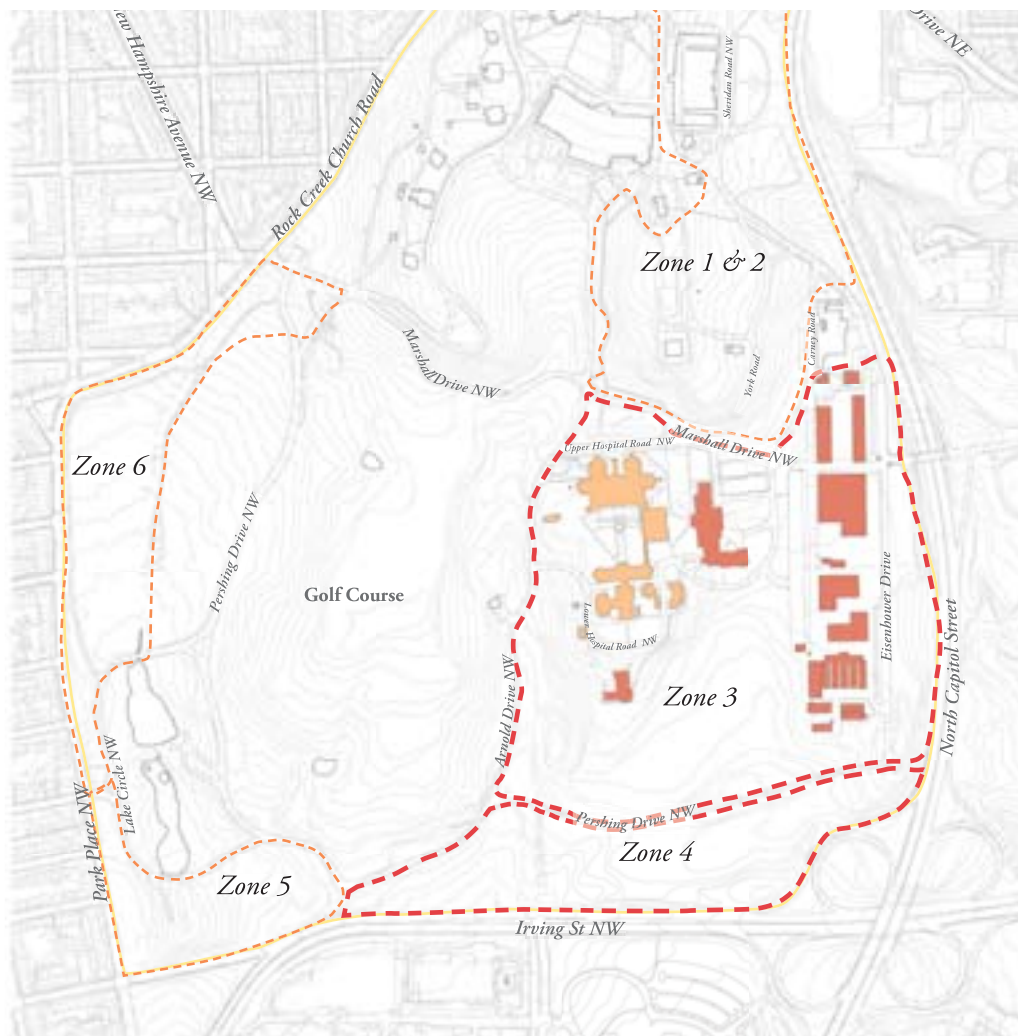 New Hampshire Avenue NW
Drive NE
Sheridan Road NW
Rock Creek Church Road
Zone 1 & 2
Carney Road
Marshall Drive NW
York Road
Upper Hospital Road NW
Marshall Drive NW
Zone 6
Pershing Drive NW
Golf Course
Eisenhower Drive
Lower Hospital Road NW
North Capitol Street
Arnold Drive NW
Zone 3
Lake Circle NW
Park Place NW
Pershing Drive NW
Zone 4
Zone 5
Irving St NW